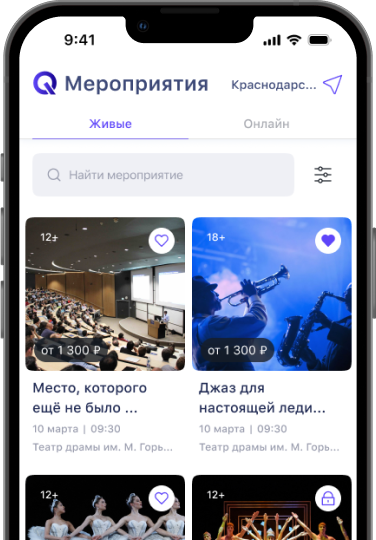 9:41
Мероприятия
Краснодарс...
Живые
Онлайн
Найти мероприятие
12+
18+
от 1 300 ₽
от 1 300 ₽
Место, которого
ещё не было ...
Джаз для
настоящей леди...
10 марта | 09:30
10 марта | 09:30
Театр драмы им. М. Горь...
Театр драмы им. М. Горь...
12+
12+